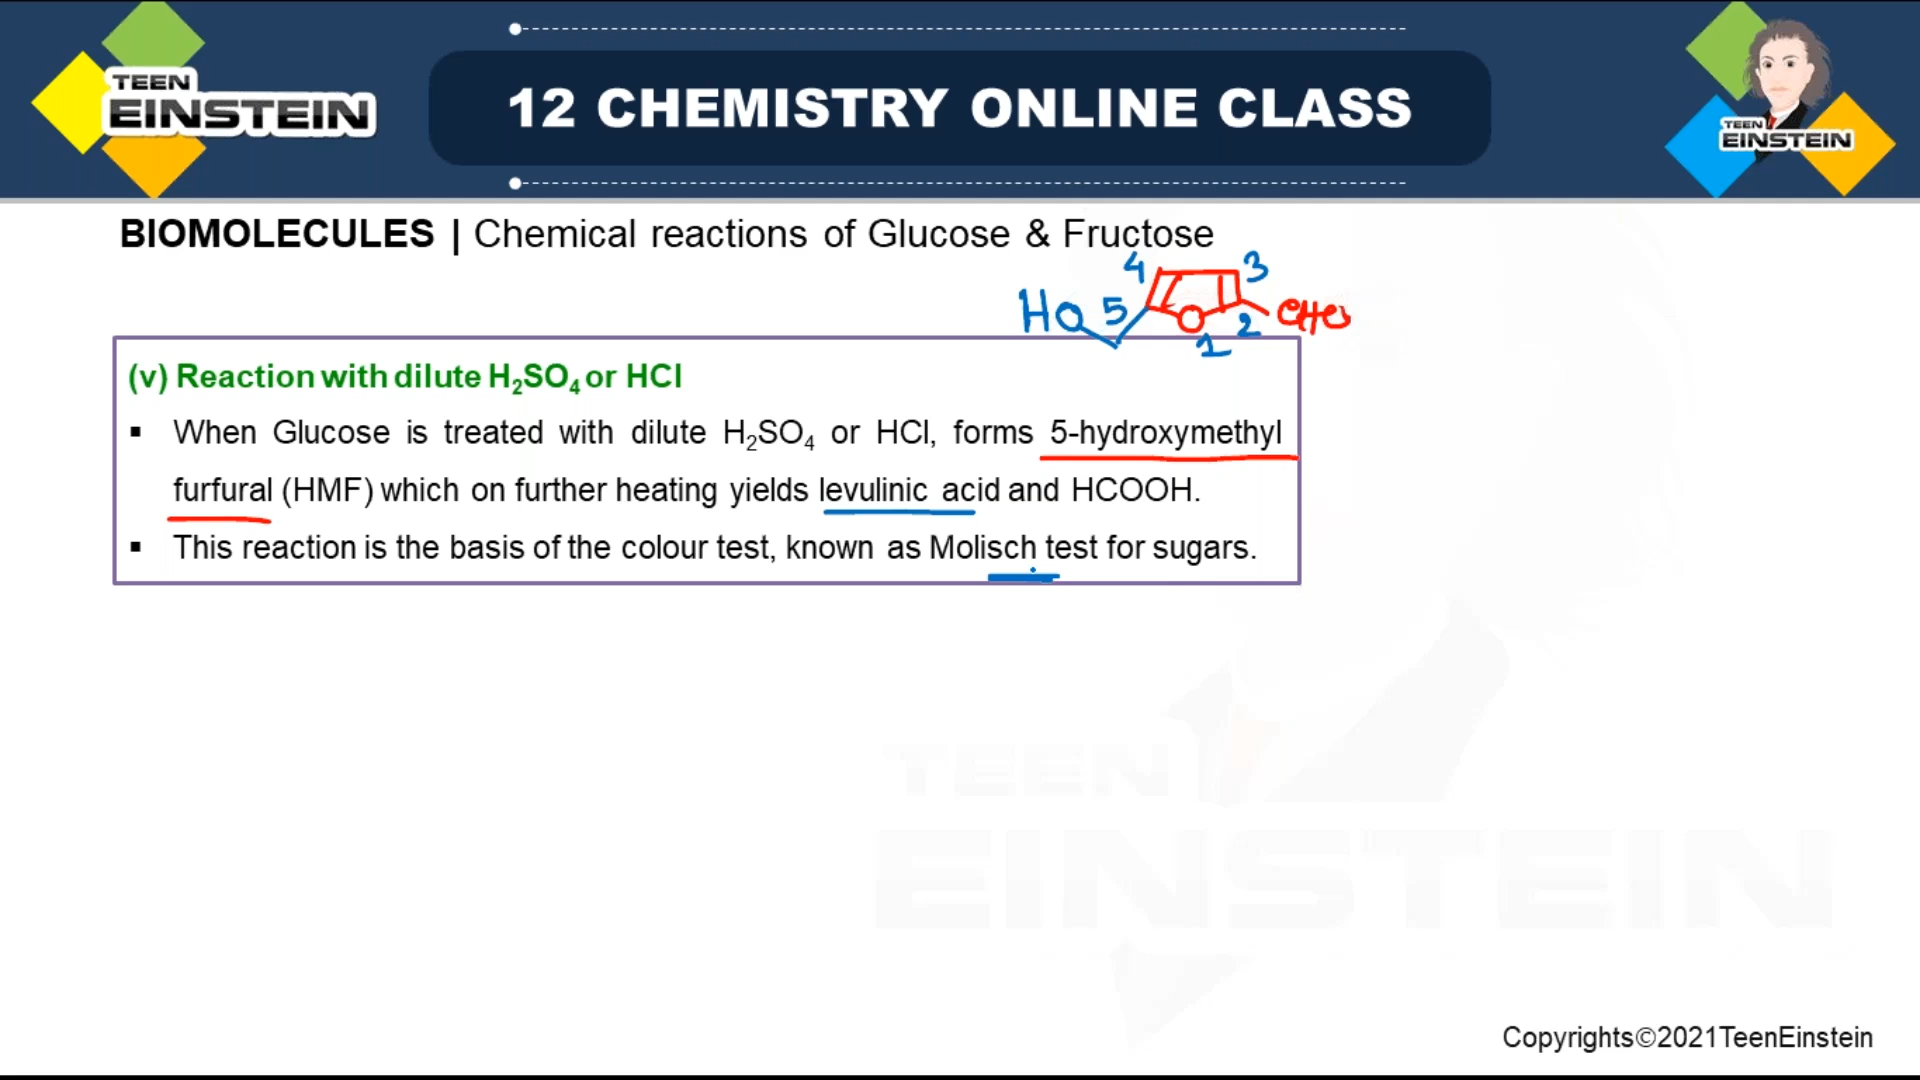 TEEN
EINSTEIN
12 CHEMISTRY ONLINE CLASS
TEEN
EINSTEIN
BIOMOLECULES | Chemical reactions of Glucose & Fructose
4 3
HO 5 O CHO
1 2
(v) Reaction with dilute H₂SO₄ or HCl
▪ When Glucose is treated with dilute H₂SO₄ or HCl, forms 5-hydroxymethyl
furfural (HMF) which on further heating yields levulinic acid and HCOOH.
▪ This reaction is the basis of the colour test, known as Molisch test for sugars.
TEEN
EINSTEIN
Copyrights©2021TeenEinstein